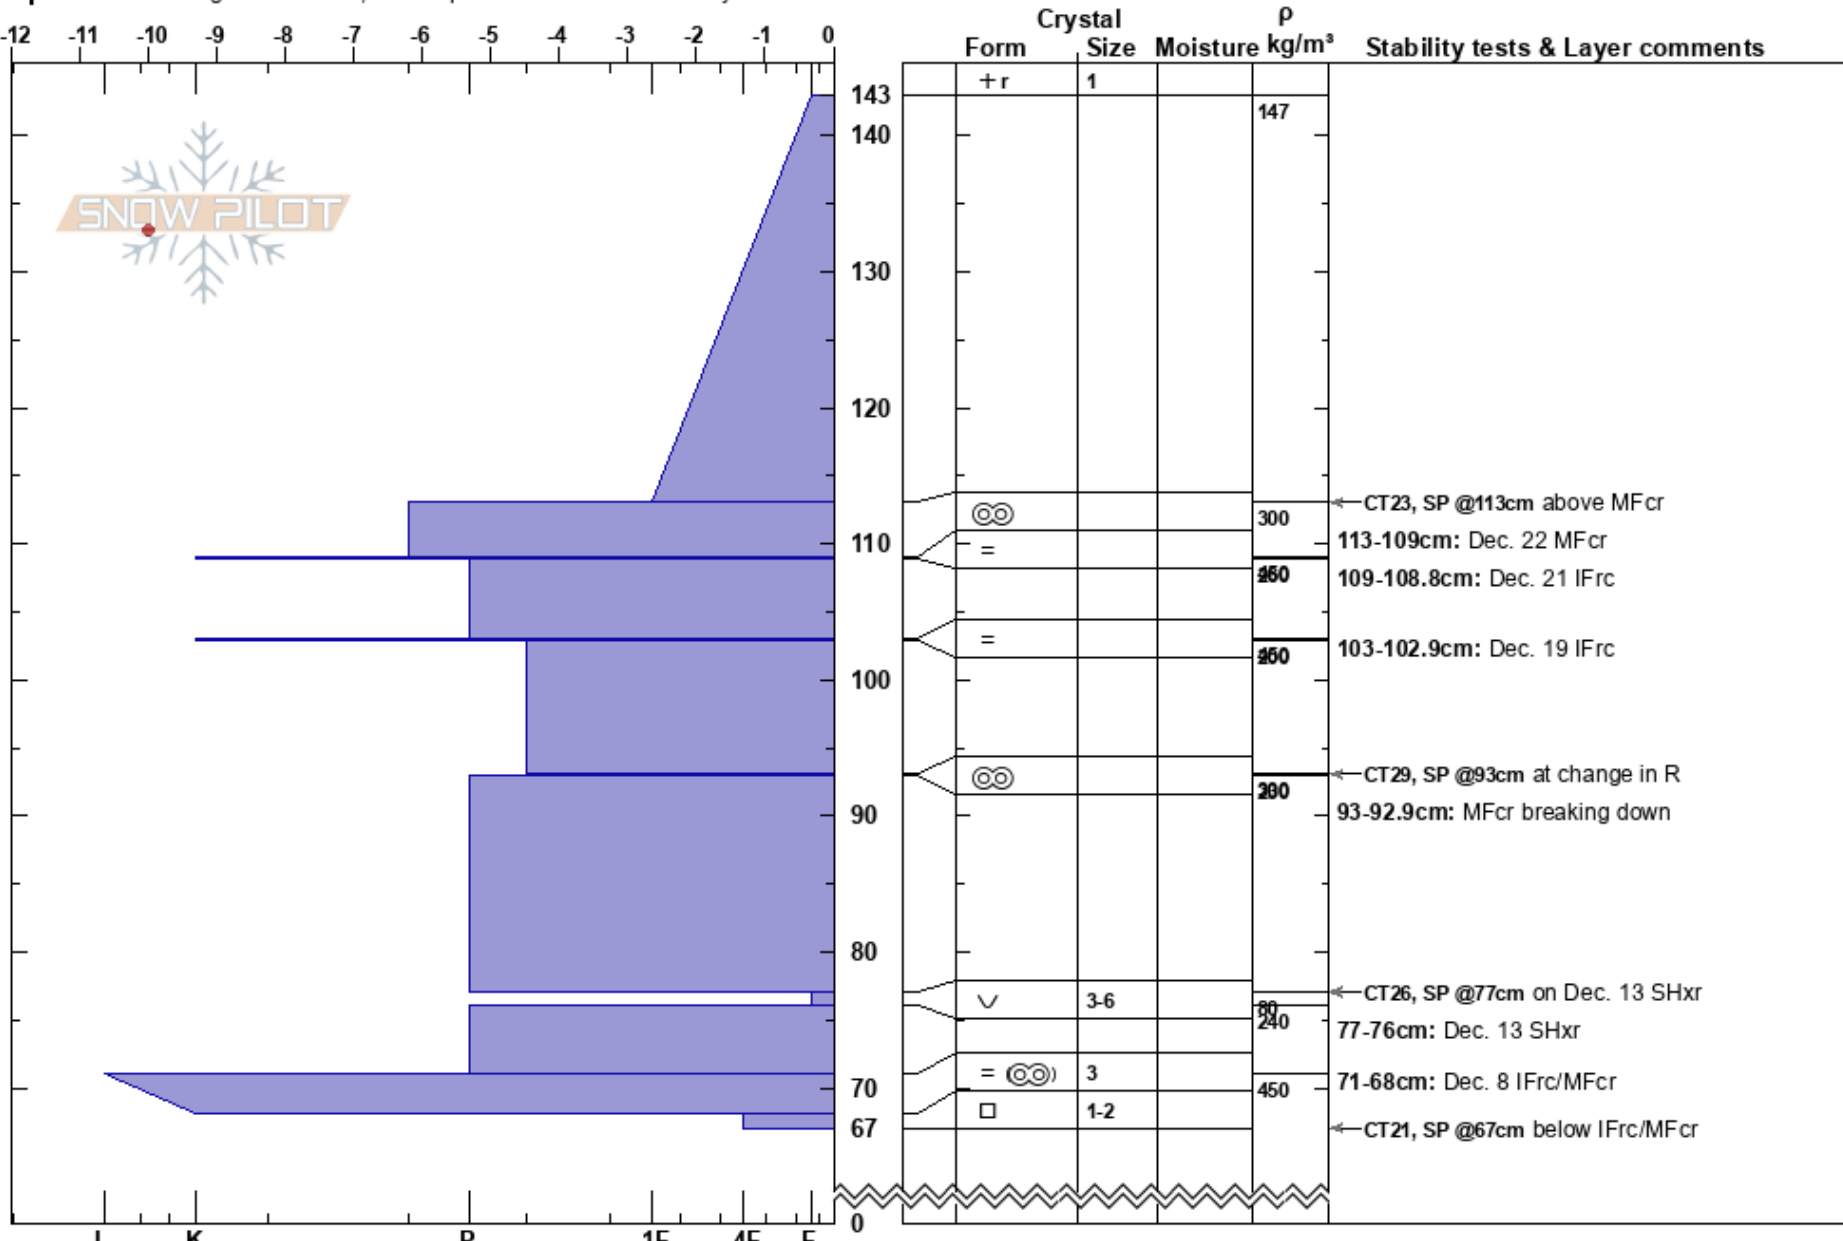 -12 -11 -10 -9 -8 -7 -6 -5 -4 -3 -2 -1 0
Crystal ρ
Form Size Moisture kg/m³ Stability tests & Layer comments
+ r 1
143
147
140
SNOW PILOT
130
120
CT23, SP @113cm above MFcr
300
110
113-109cm: Dec. 22 MFcr
=
109-108.8cm: Dec. 21 IFrc
=
103-102.9cm: Dec. 19 IFrc
100
CT29, SP @93cm at change in R
90
93-92.9cm: MFcr breaking down
80
CT26, SP @77cm on Dec. 13 SHxr
3-6
80
240
77-76cm: Dec. 13 SHxr
= 3
70
450
71-68cm: Dec. 8 IFrc/MFcr
1-2
67
CT21, SP @67cm below IFrc/MFcr
0